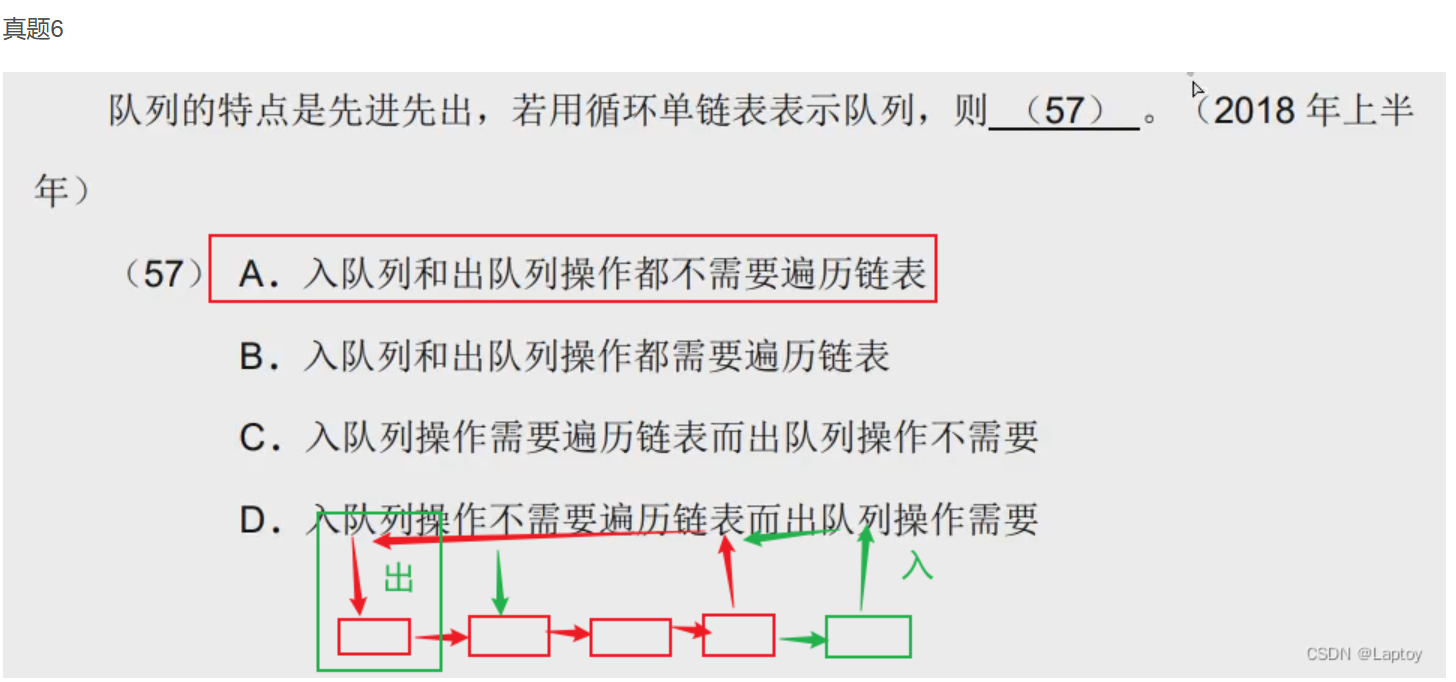 真题6
队列的特点是先进先出，若用循环单链表表示队列，则 （57） 。（2018 年上半
年）
（57）A．入队列和出队列操作都不需要遍历链表
B．入队列和出队列操作都需要遍历链表
C．入队列操作需要遍历链表而出队列操作不需要
D．入队列操作不需要遍历链表而出队列操作需要
出
入
CSDN @Laptoy